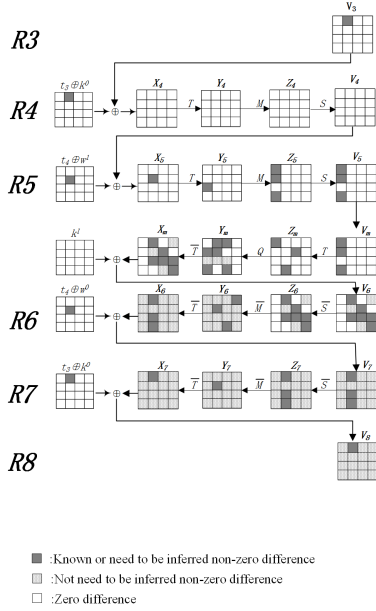 V₃
R3
t₃⊕k⁰ X₄ Y₄ Z₄ V₄
R4 ⊕ T M S
t₄⊕w¹ X₅ Y₅ Z₅ V₅
R5 ⊕ T M S
k¹ Xₘ Yₘ Zₘ Vₘ
⊕ T̅ Q T
t₄⊕w⁰ X₆ Y₆ Z₆ V₆
R6 ⊕ T̅ M̅ S̅
t₃⊕k⁰ X₇ Y₇ Z₇ V₇
R7 ⊕ T̅ M̅ S̅
V₈
R8
:Known or need to be inferred non-zero difference
:Not need to be inferred non-zero difference
:Zero difference